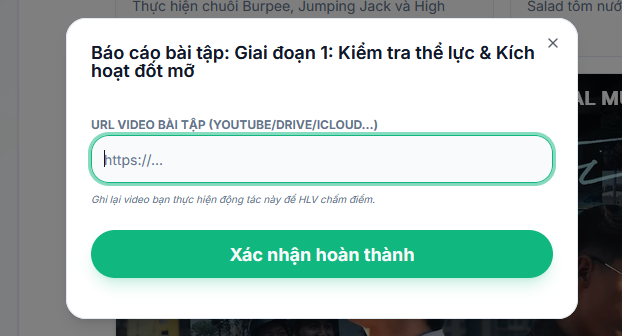 Thực hiện chuỗi Burpee, Jumping Jack và High
Salad tôm nướ
Báo cáo bài tập: Giai đoạn 1: Kiểm tra thể lực & Kích
hoạt đốt mỡ
×
URL VIDEO BÀI TẬP (YOUTUBE/DRIVE/ICLOUD...)
https://...
Ghi lại video bạn thực hiện động tác này để HLV chấm điểm.
Xác nhận hoàn thành
AL MU